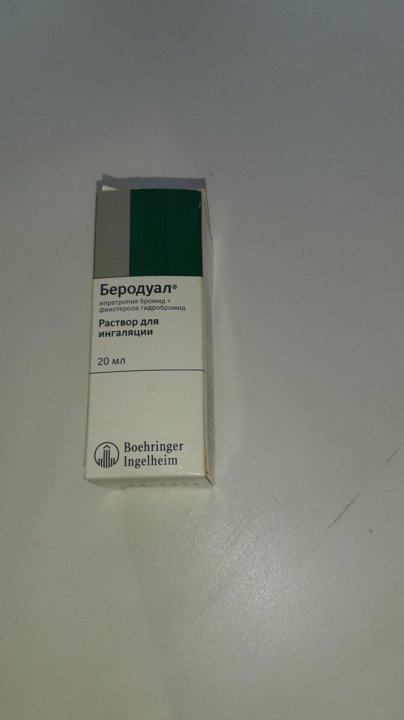 Беродуал®
ипратропия бромид +
фенотерола гидробромид
Раствор для
ингаляции
20 мл
Boehringer
Ingelheim